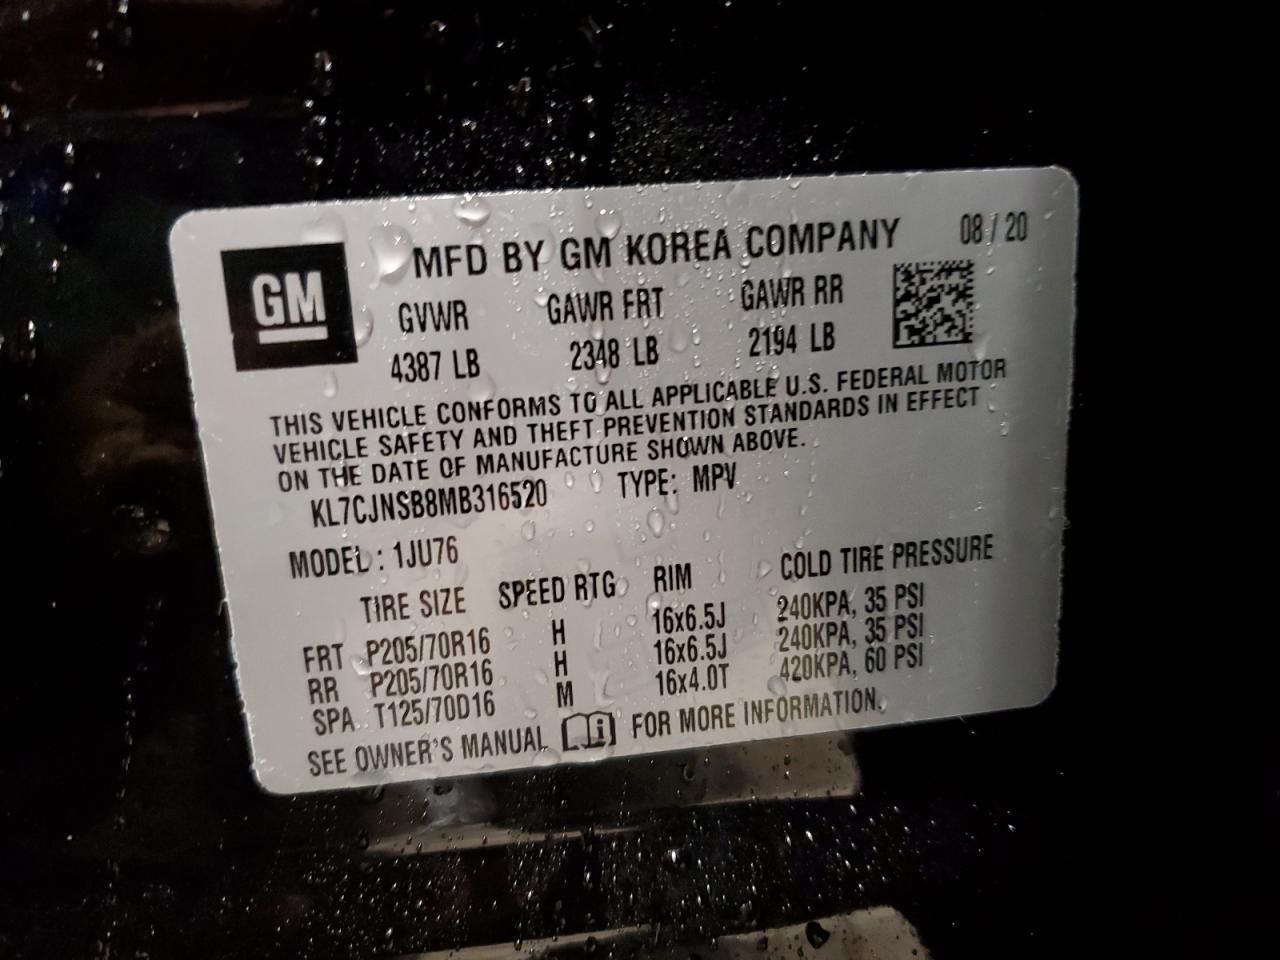 GM
MFD BY GM KOREA COMPANY 08/20
GVWR GAWR FRT GAWR RR
4387 LB 2348 LB 2194 LB
THIS VEHICLE CONFORMS TO ALL APPLICABLE U.S. FEDERAL MOTOR
VEHICLE SAFETY AND THEFT PREVENTION STANDARDS IN EFFECT
ON THE DATE OF MANUFACTURE SHOWN ABOVE.
KL7CJNSB8MB316520 TYPE: MPV
MODEL: 1JU76
TIRE SIZE SPEED RTG RIM COLD TIRE PRESSURE
FRT P205/70R16 H 16x6.5J 240KPA, 35 PSI
RR P205/70R16 H 16x6.5J 240KPA, 35 PSI
SPA T125/70D16 M 16x4.0T 420KPA, 60 PSI
SEE OWNER'S MANUAL i FOR MORE INFORMATION.